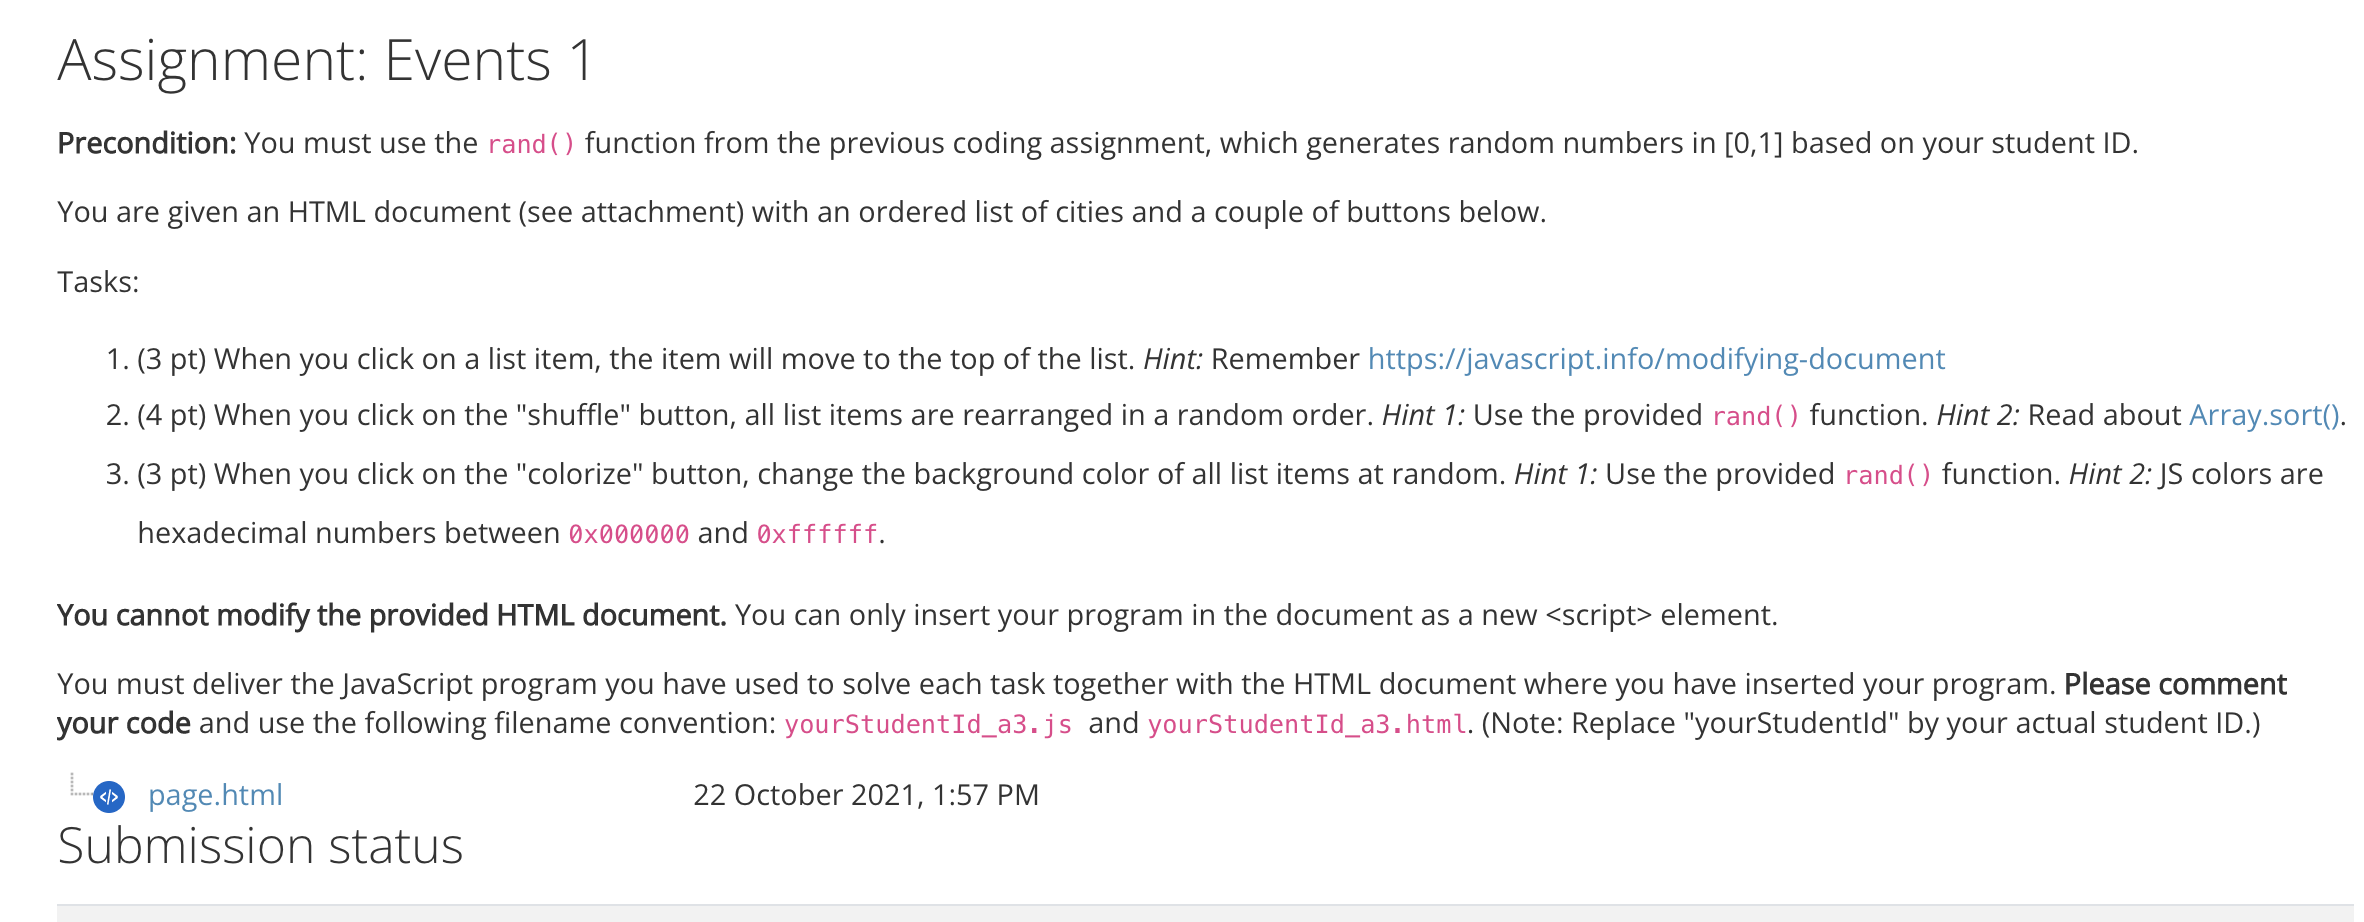 Assignment: Events 1
Precondition: You must use the rand() function from the previous coding assignment, which generates random numbers in [0,1] based on your student ID.
You are given an HTML document (see attachment) with an ordered list of cities and a couple of buttons below.
Tasks:
1. (3 pt) When you click on a list item, the item will move to the top of the list. Hint: Remember https://javascript.info/modifying-document
2. (4 pt) When you click on the "shuffle" button, all list items are rearranged in a random order. Hint 1: Use the provided rand() function. Hint 2: Read about Array.sort().
3. (3 pt) When you click on the "colorize" button, change the background color of all list items at random. Hint 1: Use the provided rand() function. Hint 2: JS colors are
hexadecimal numbers between 0x000000 and 0xffffff.
You cannot modify the provided HTML document. You can only insert your program in the document as a new <script> element.
You must deliver the JavaScript program you have used to solve each task together with the HTML document where you have inserted your program. Please comment
your code and use the following filename convention: yourStudentId_a3.js and yourStudentId_a3.html. (Note: Replace "yourStudentId" by your actual student ID.)
</> page.html 22 October 2021, 1:57 PM
Submission status